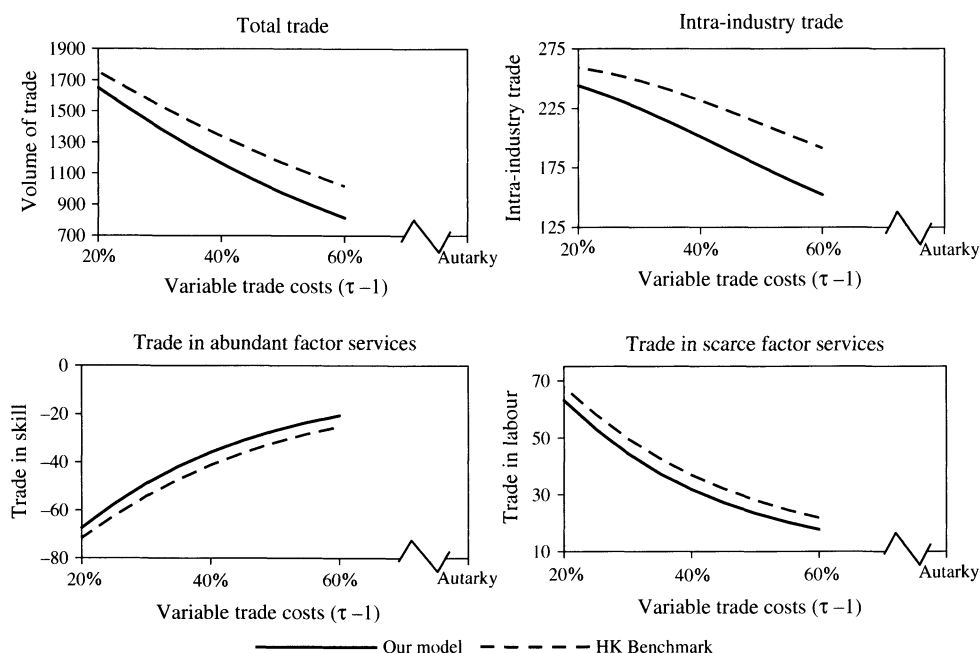 Total trade
Volume of trade
1900
1700
1500
1300
1100
900
700
20%
40%
60%
Autarky
Variable trade costs (τ –1)
Intra-industry trade
Intra-industry trade
275
225
175
125
20%
40%
60%
Autarky
Variable trade costs (τ –1)
Trade in abundant factor services
Trade in skill
0
–20
–40
–60
–80
20%
40%
60%
Autarky
Variable trade costs (τ –1)
Trade in scarce factor services
Trade in labour
70
50
30
10
20%
40%
60%
Autarky
Variable trade costs (τ –1)
Our model HK Benchmark